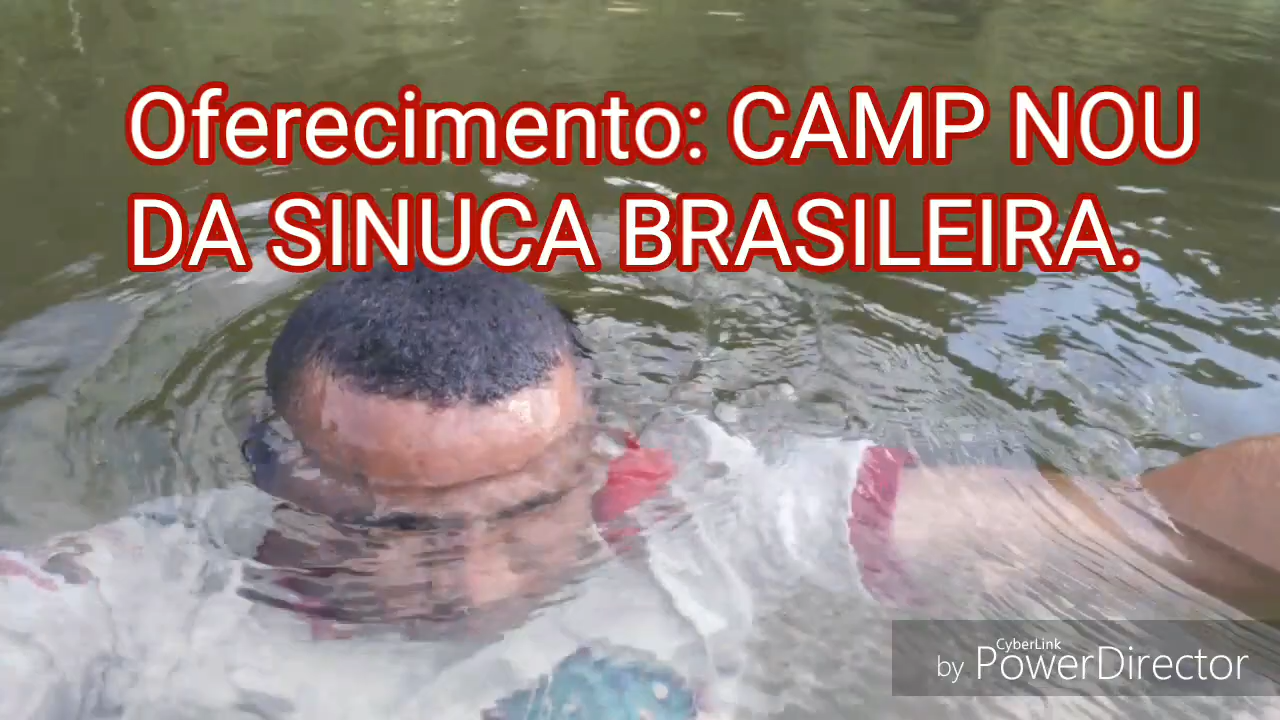 Oferecimento: CAMP NOU
DA SINUCA BRASILEIRA.
CyberLink
by PowerDirector